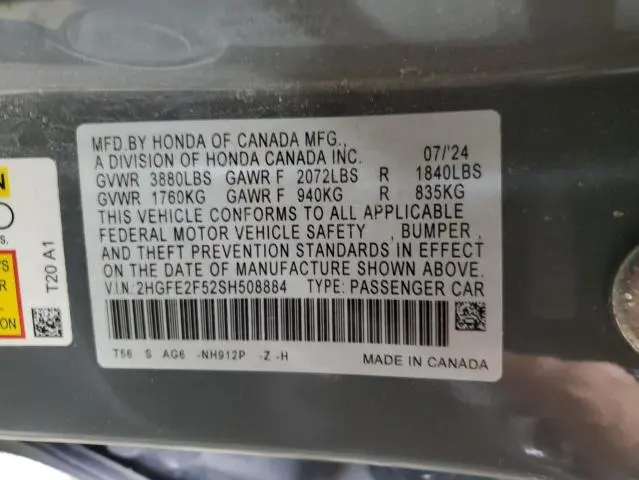 MFD.BY HONDA OF CANADA MFG.,
A DIVISION OF HONDA CANADA INC. 07/'24
GVWR 3880LBS GAWR F 2072LBS R 1840LBS
GVWR 1760KG GAWR F 940KG R 835KG
THIS VEHICLE CONFORMS TO ALL APPLICABLE
FEDERAL MOTOR VEHICLE SAFETY , BUMPER ,
AND THEFT PREVENTION STANDARDS IN EFFECT
ON THE DATE OF MANUFACTURE SHOWN ABOVE.
V.I.N:2HGFE2F52SH508884 TYPE: PASSENGER CAR
T56 S AG6 -NH912P -Z -H
MADE IN CANADA
T20 A1